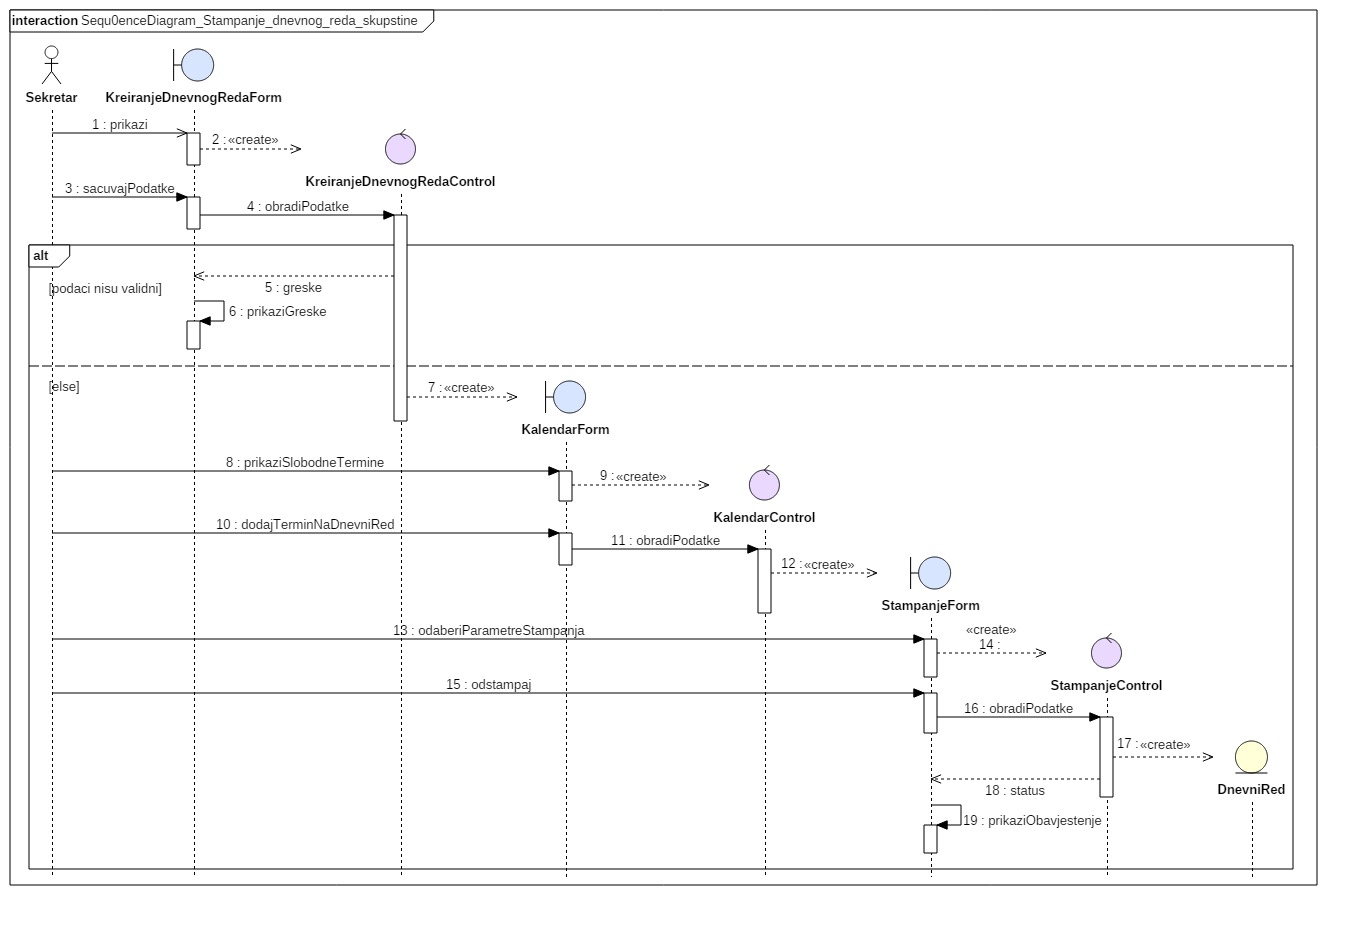 interaction Sequ0enceDiagram_Stampanje_dnevnog_reda_skupstine
Sekretar
KreiranjeDnevnogRedaForm
1 : prikazi
2 : «create»
KreiranjeDnevnogRedaControl
3 : sacuvajPodatke
4 : obradiPodatke
alt
5 : greske
[podaci nisu validni]
6 : prikaziGreske
[else]
7 : «create»
KalendarForm
8 : prikaziSlobodneTermine
9 : «create»
KalendarControl
10 : dodajTerminNaDnevniRed
11 : obradiPodatke
12 : «create»
StampanjeForm
13 : odaberiParametreStampanja
«create»
14 :
StampanjeControl
15 : odstampaj
16 : obradiPodatke
17 : «create»
DnevniRed
18 : status
19 : prikaziObavjestenje